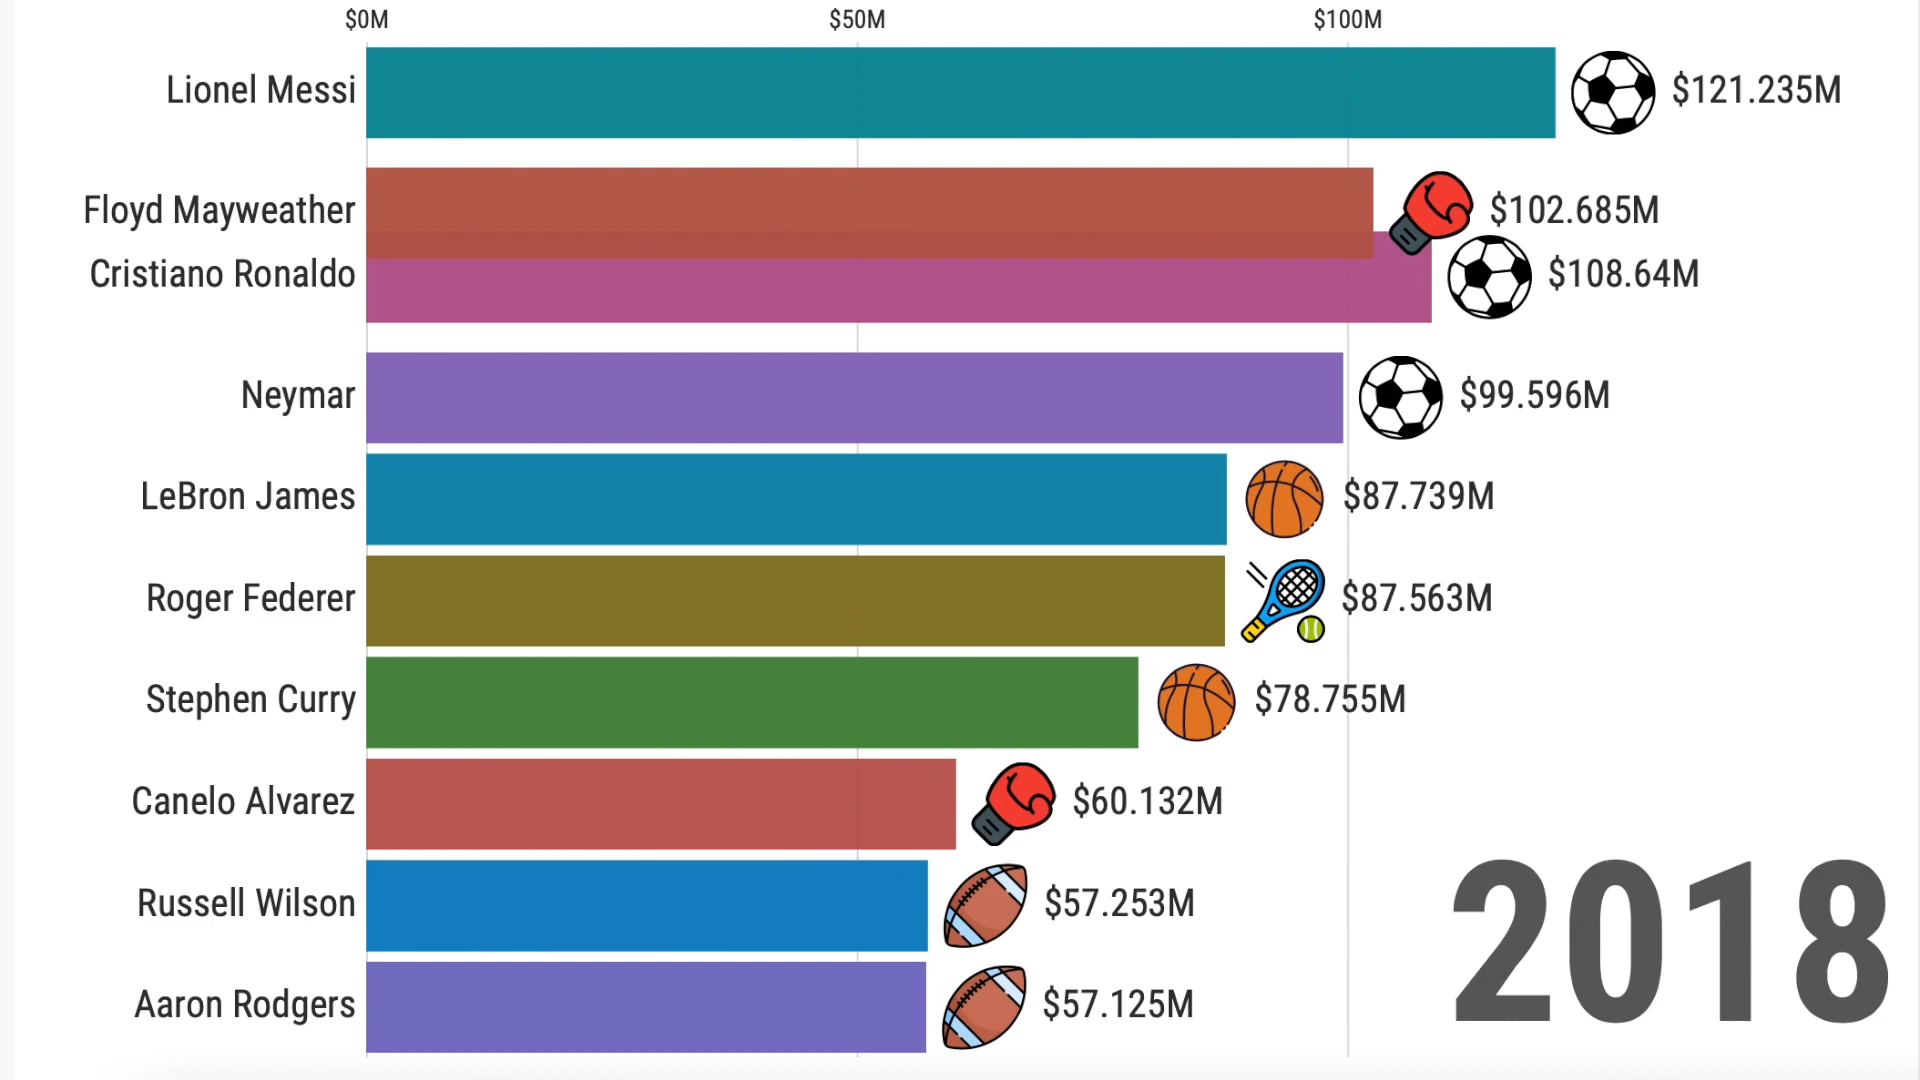 $0M $50M $100M
Lionel Messi $121.235M
Floyd Mayweather $102.685M
Cristiano Ronaldo $108.64M
Neymar $99.596M
LeBron James $87.739M
Roger Federer $87.563M
Stephen Curry $78.755M
Canelo Alvarez $60.132M
Russell Wilson $57.253M
Aaron Rodgers $57.125M
2018